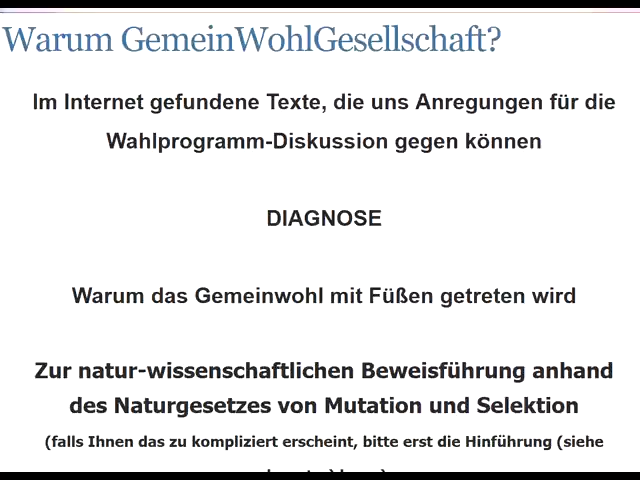 Warum GemeinWohlGesellschaft?
Im Internet gefundene Texte, die uns Anregungen für die
Wahlprogramm-Diskussion gegen können
DIAGNOSE
Warum das Gemeinwohl mit Füßen getreten wird
Zur natur-wissenschaftlichen Beweisführung anhand
des Naturgesetzes von Mutation und Selektion
(falls Ihnen das zu kompliziert erscheint, bitte erst die Hinführung (siehe